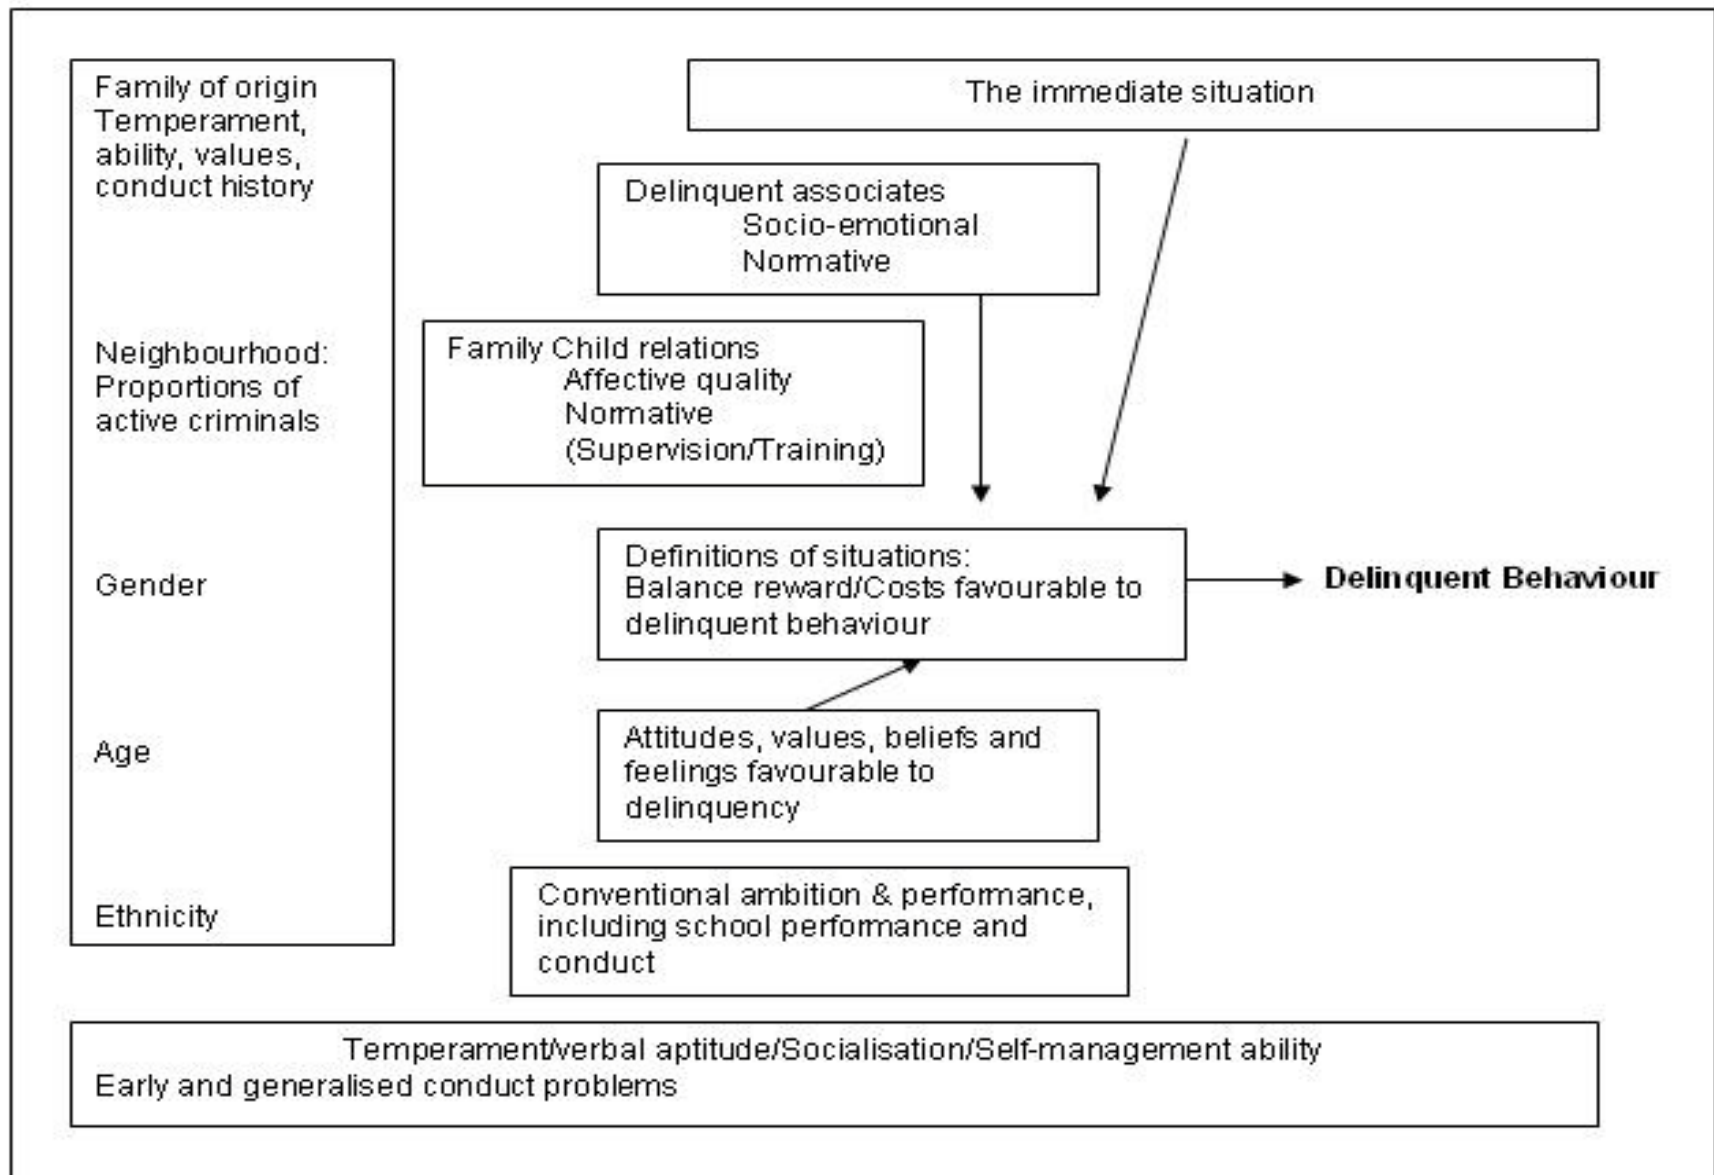 Family of origin
Temperament,
ability, values,
conduct history
Neighbourhood:
Proportions of
active criminals
Gender
Age
Ethnicity
The immediate situation
Delinquent associates
Socio-emotional
Normative
Family Child relations
Affective quality
Normative
(Supervision/Training)
Definitions of situations:
Balance reward/Costs favourable to
delinquent behaviour
Delinquent Behaviour
Attitudes, values, beliefs and
feelings favourable to
delinquency
Conventional ambition & performance,
including school performance and
conduct
Temperament/verbal aptitude/Socialisation/Self-management ability
Early and generalised conduct problems